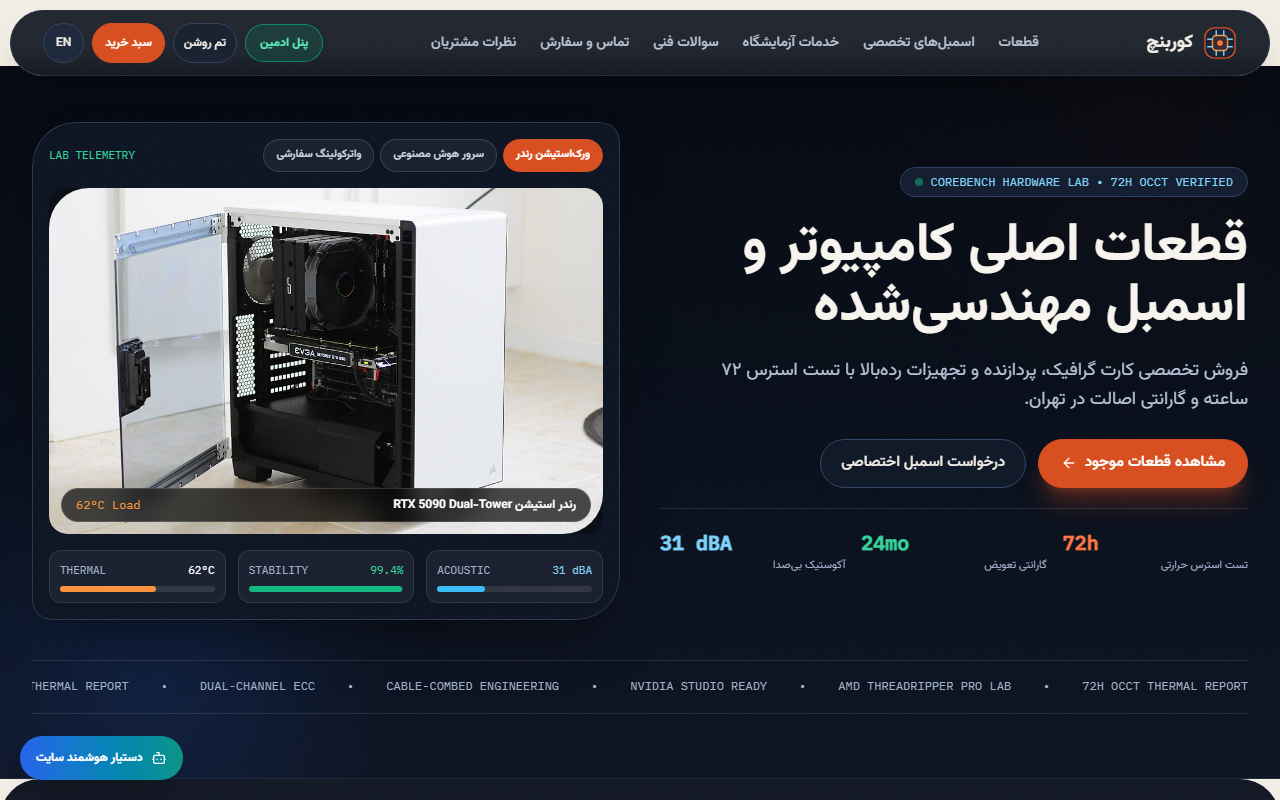 کوربنچ
قطعات
اسمبل‌های تخصصی
خدمات آزمایشگاه
سوالات فنی
تماس و سفارش
نظرات مشتریان
پنل ادمین
تم روشن
سبد خرید
EN
COREBENCH HARDWARE LAB • 72H OCCT VERIFIED
قطعات اصلی کامپیوتر و
اسمبل مهندسی‌شده
فروش تخصصی کارت گرافیک، پردازنده و تجهیزات رده‌بالا با تست استرس ۷۲
ساعته و گارانتی اصالت در تهران.
مشاهده قطعات موجود ←
درخواست اسمبل اختصاصی
72h
تست استرس حرارتی
24mo
گارانتی تعویض
31 dBA
آکوستیک بی‌صدا
ورک‌استیشن رندر
سرور هوش مصنوعی
واترکولینگ سفارشی
LAB TELEMETRY
EVGA
رندر استیشن RTX 5090 Dual-Tower
62°C Load
ACOUSTIC 31 dBA
STABILITY 99.4%
THERMAL 62°C
THERMAL REPORT • DUAL-CHANNEL ECC • CABLE-COMBED ENGINEERING • NVIDIA STUDIO READY • AMD THREADRIPPER PRO LAB • 72H OCCT THERMAL REPORT
دستیار هوشمند سایت